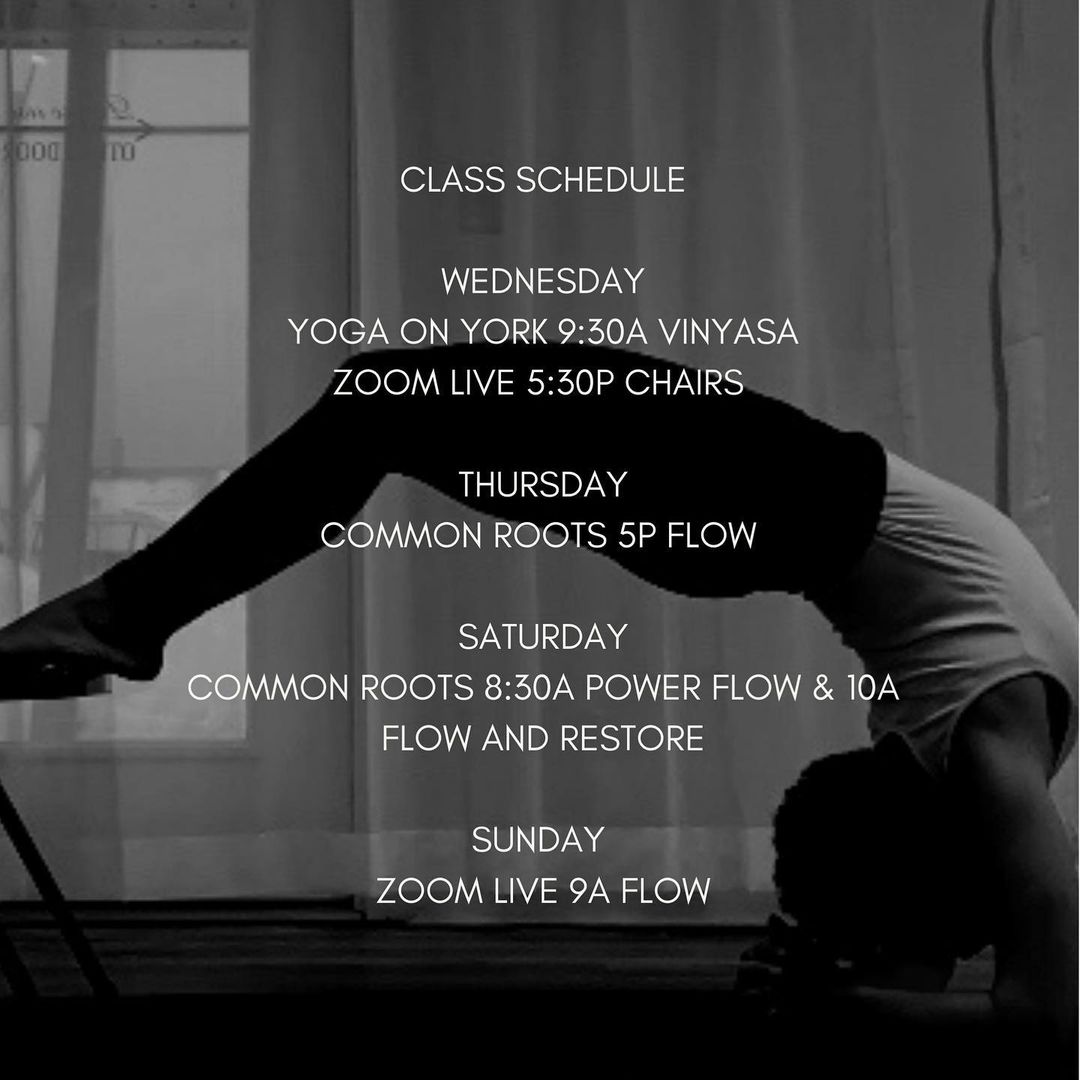 CLASS SCHEDULE
WEDNESDAY
YOGA ON YORK 9:30A VINYASA
ZOOM LIVE 5:30P CHAIRS
THURSDAY
COMMON ROOTS 5P FLOW
SATURDAY
COMMON ROOTS 8:30A POWER FLOW & 10A
FLOW AND RESTORE
SUNDAY
ZOOM LIVE 9A FLOW